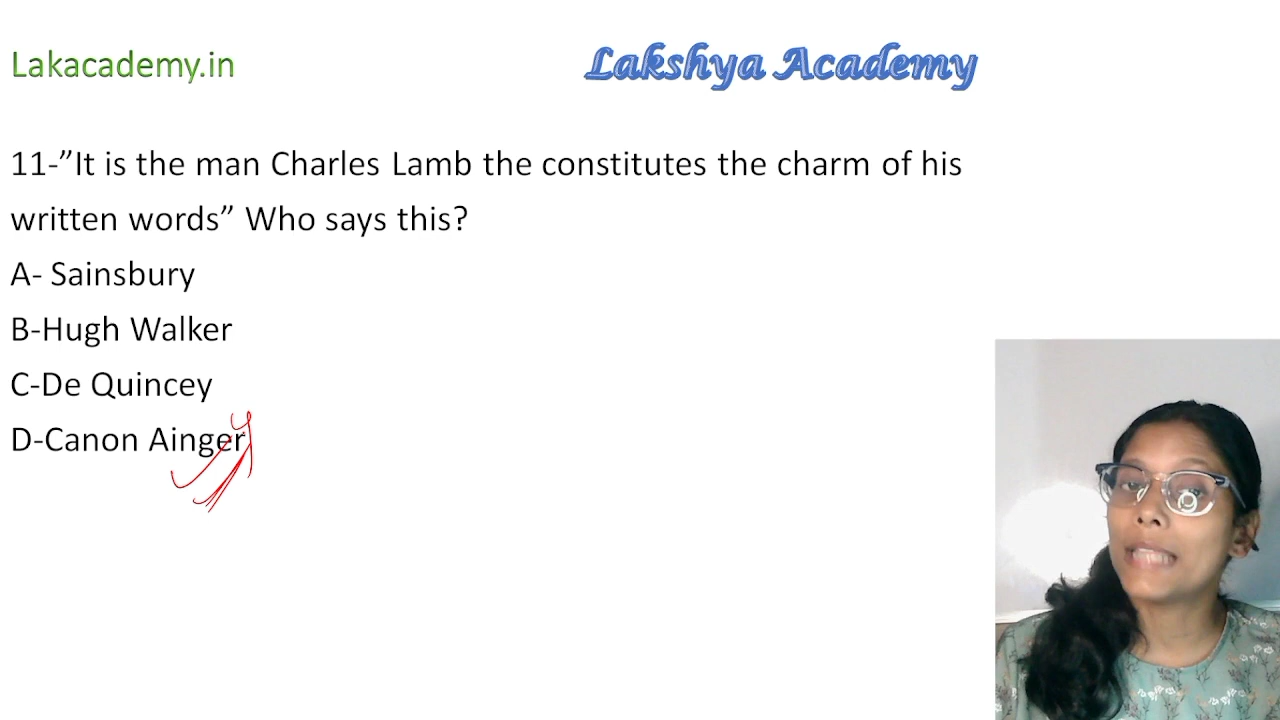 Lakacademy.in
Lakshya Academy
11-”It is the man Charles Lamb the constitutes the charm of his
written words” Who says this?
A- Sainsbury
B-Hugh Walker
C-De Quincey
D-Canon Ainger